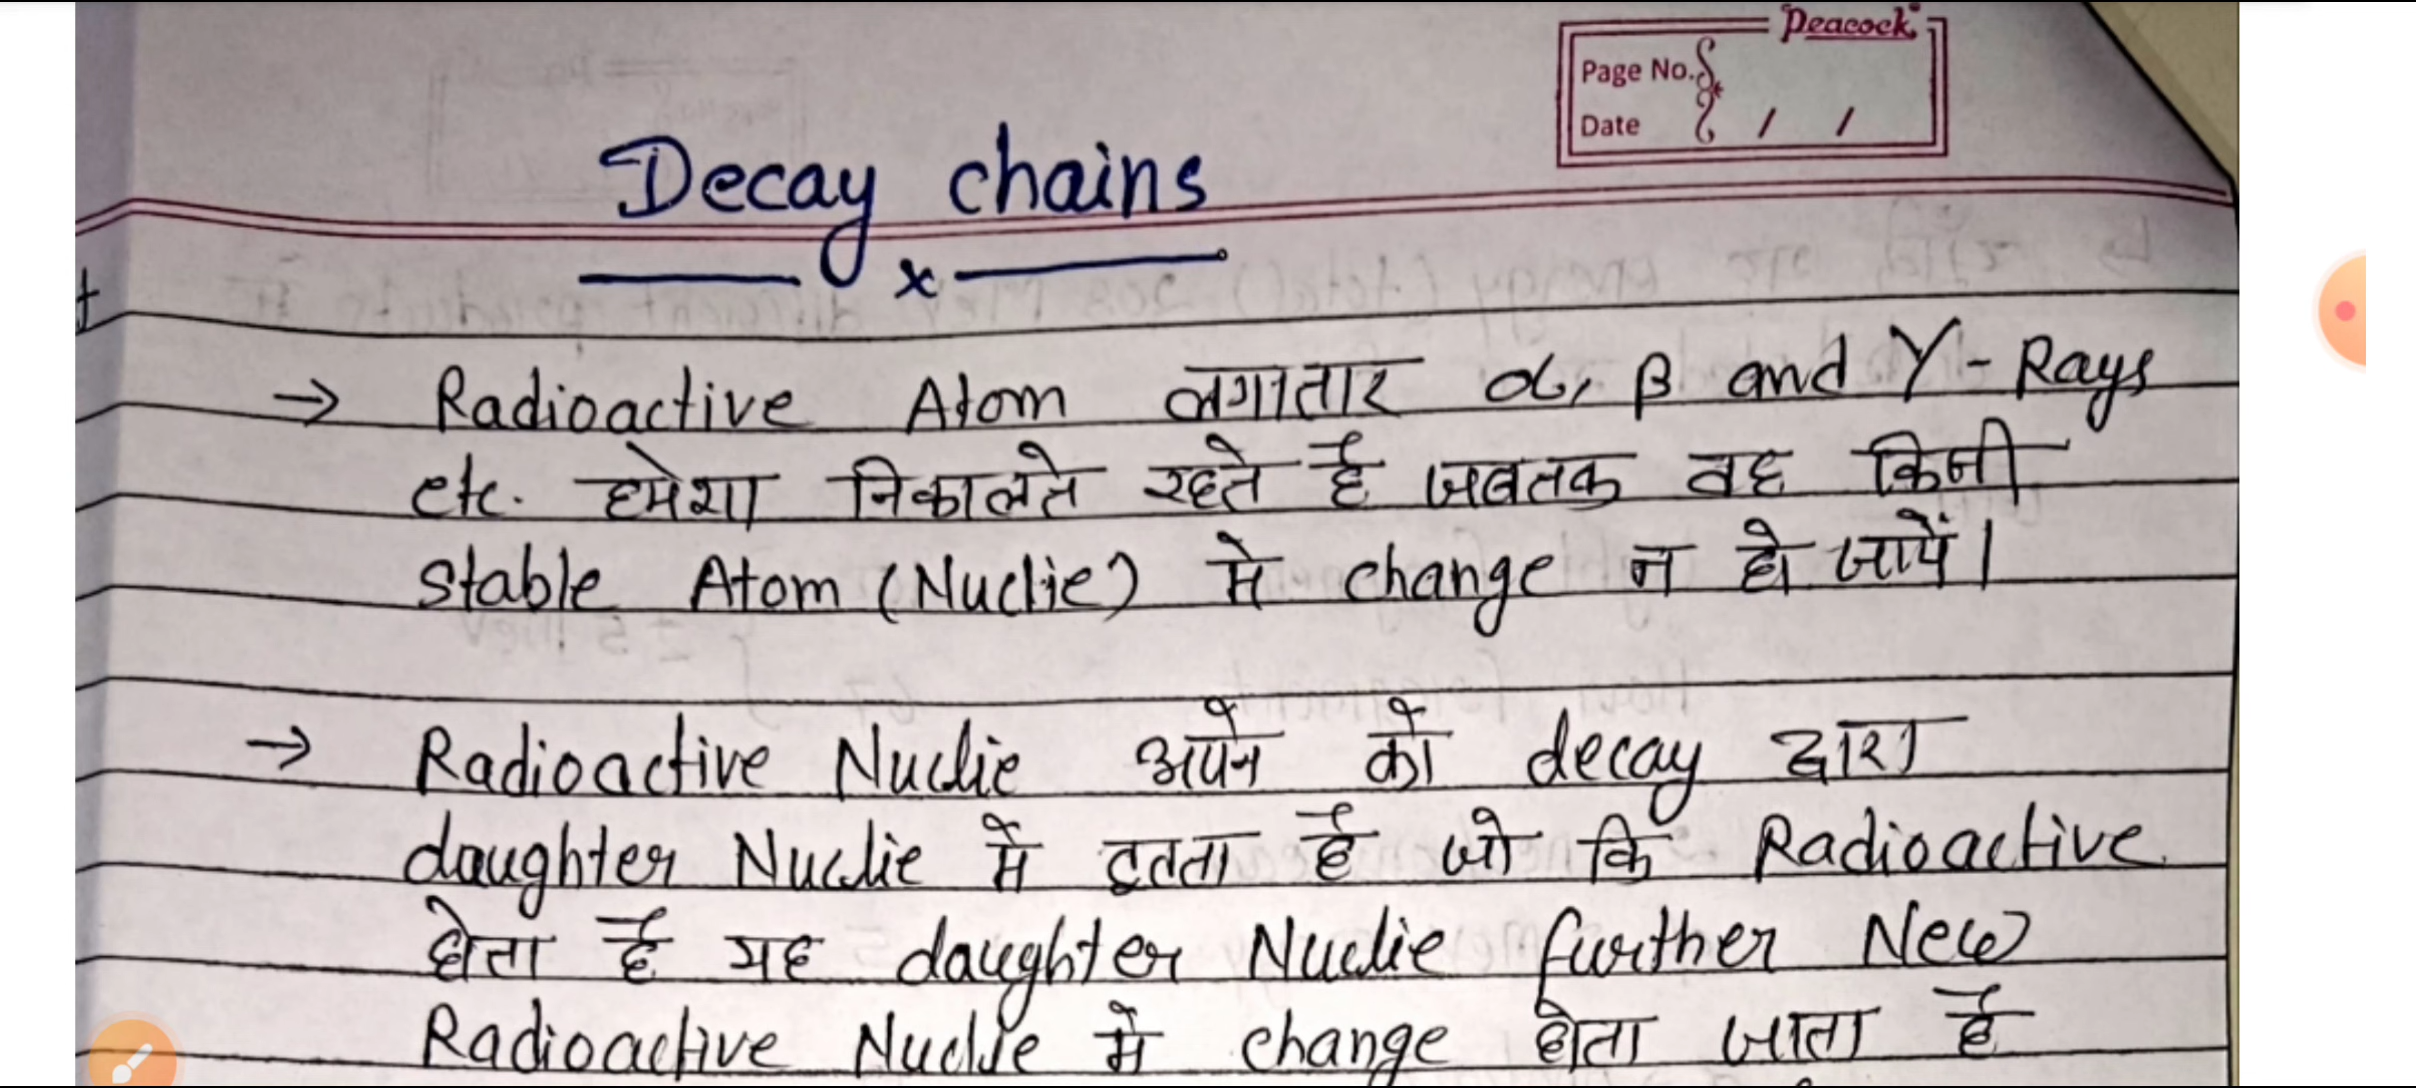 Peacock
Page No.
Date / /
Decay chains
→ Radioactive Atom लगातार α, β and γ-Rays
etc. हमेशा निकालते रहते है जबतक वह किसी
stable Atom (Nuclie) मे change न हो जायें।
→ Radioactive Nuclie अपने को decay द्वारा
daughter Nuclie मे टूटता है जो कि Radioactive
होता है यह daughter Nuclie further New
Radioactive Nuclie मे change होता जाता है